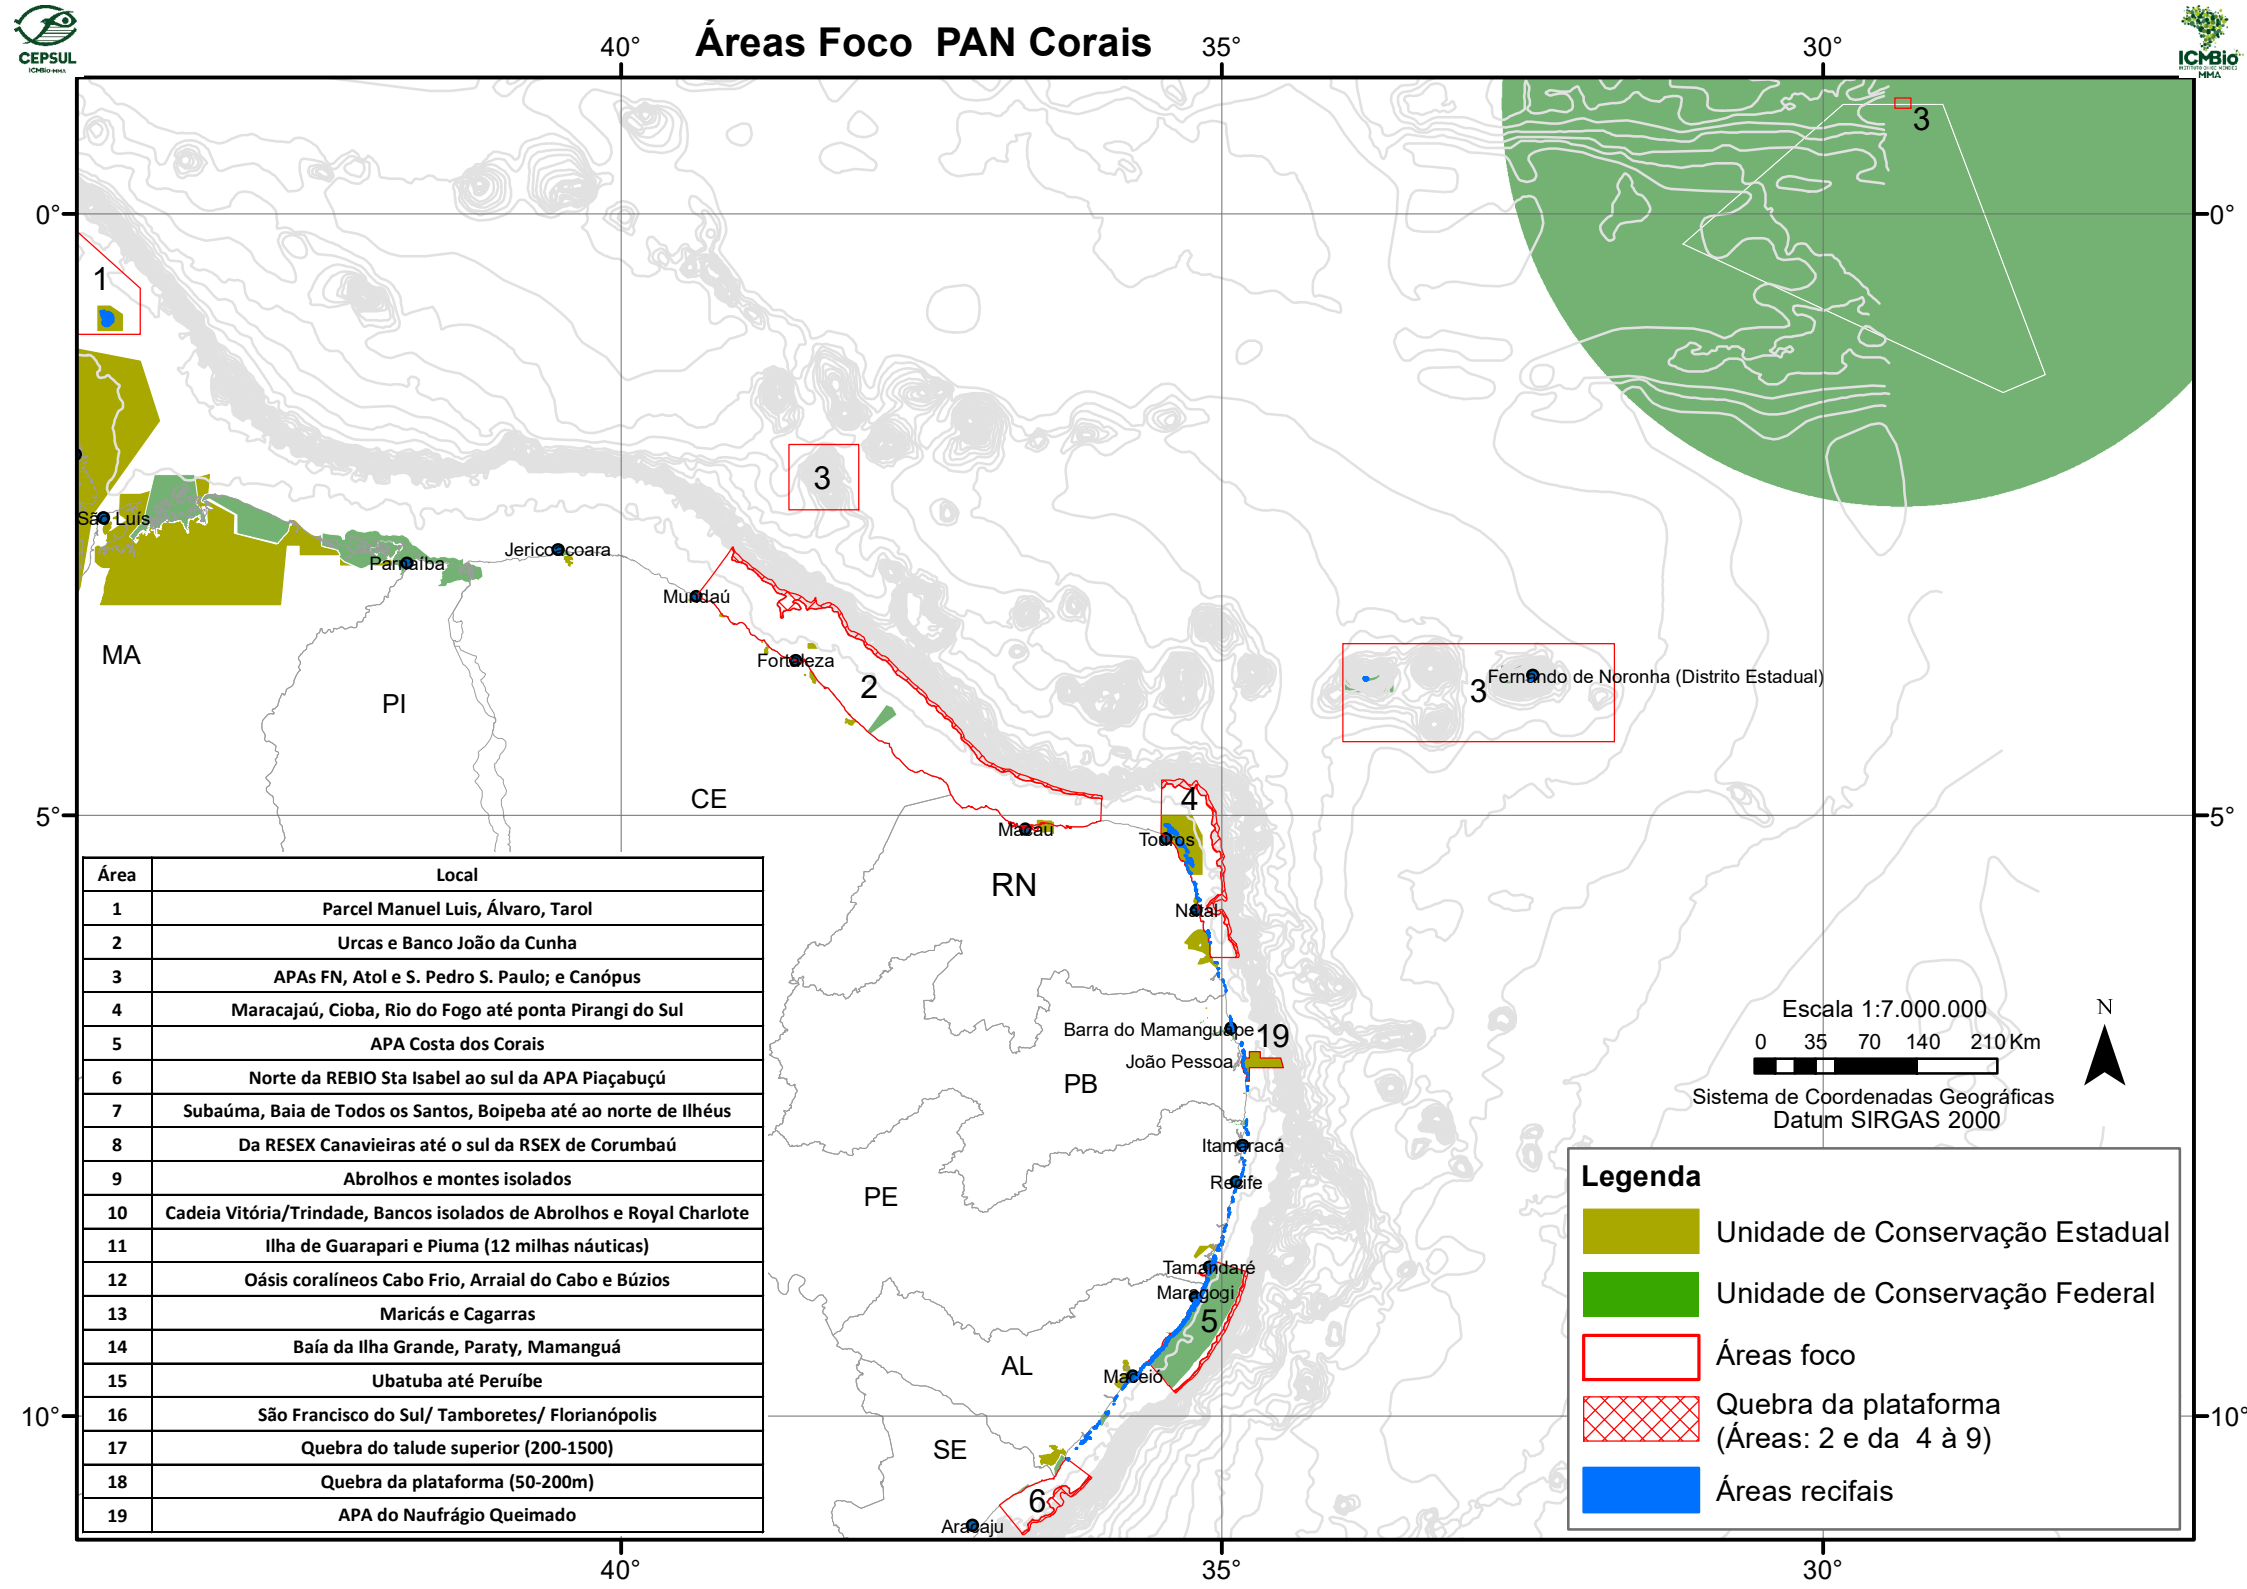 CEPSUL
ICMBio-MMA
Áreas Foco PAN Corais
ICMBio
MMA
40°
35°
30°
0°
0°
3
1
3
São Luís
Parnaíba
Jericoacoara
Mundaú
Fortaleza
2
Fernando de Noronha (Distrito Estadual)
3
MA
PI
CE
5°
5°
4
Macau
Touros
RN
Natal
Barra do Mamanguape
19
João Pessoa
PB
Itamaracá
PE
Recife
Tamandaré
Maragogi
5
AL
Maceió
10°
10°
SE
6
Aracaju
40°
35°
30°
Área Local
1 Parcel Manuel Luis, Álvaro, Tarol
2 Urcas e Banco João da Cunha
3 APAs FN, Atol e S. Pedro S. Paulo; e Canópus
4 Maracajaú, Cioba, Rio do Fogo até ponta Pirangi do Sul
5 APA Costa dos Corais
6 Norte da REBIO Sta Isabel ao sul da APA Piaçabuçú
7 Subaúma, Baia de Todos os Santos, Boipeba até ao norte de Ilhéus
8 Da RESEX Canavieiras até o sul da RSEX de Corumbaú
9 Abrolhos e montes isolados
10 Cadeia Vitória/Trindade, Bancos isolados de Abrolhos e Royal Charlote
11 Ilha de Guarapari e Piuma (12 milhas náuticas)
12 Oásis coralíneos Cabo Frio, Arraial do Cabo e Búzios
13 Maricás e Cagarras
14 Baía da Ilha Grande, Paraty, Mamanguá
15 Ubatuba até Peruíbe
16 São Francisco do Sul/ Tamboretes/ Florianópolis
17 Quebra do talude superior (200-1500)
18 Quebra da plataforma (50-200m)
19 APA do Naufrágio Queimado
Escala 1:7.000.000
0 35 70 140 210 Km
N
Sistema de Coordenadas Geográficas
Datum SIRGAS 2000
Legenda
Unidade de Conservação Estadual
Unidade de Conservação Federal
Áreas foco
Quebra da plataforma
(Áreas: 2 e da 4 à 9)
Áreas recifais